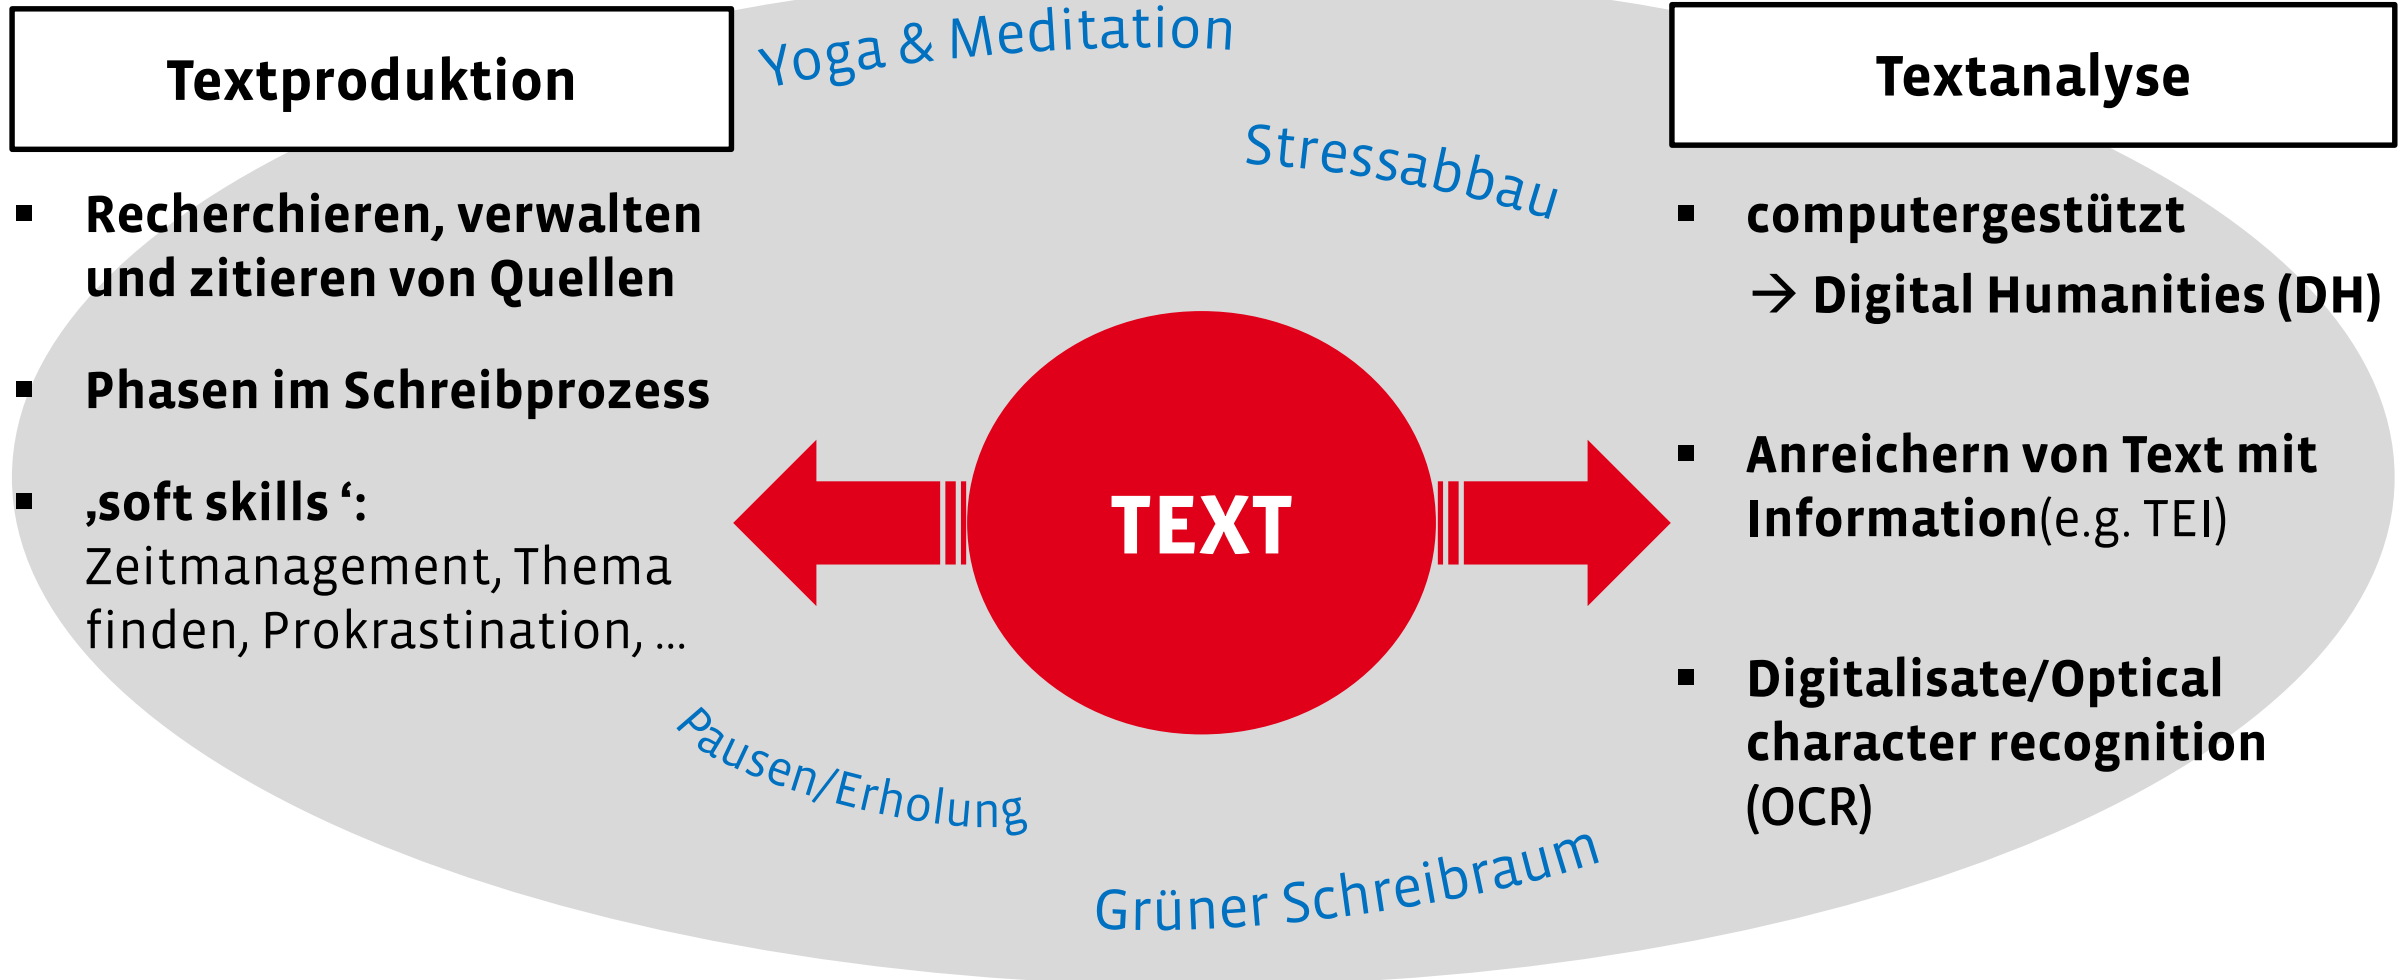 Textproduktion
▪ Recherchieren, verwalten
und zitieren von Quellen
▪ Phasen im Schreibprozess
▪ ‚soft skills ‘:
Zeitmanagement, Thema
finden, Prokrastination, ...
Yoga & Meditation
Stressabbau
TEXT
Pausen/Erholung
Grüner Schreibraum
Textanalyse
▪ computergestützt
→ Digital Humanities (DH)
▪ Anreichern von Text mit
Information(e.g. TEI)
▪ Digitalisate/Optical
character recognition
(OCR)